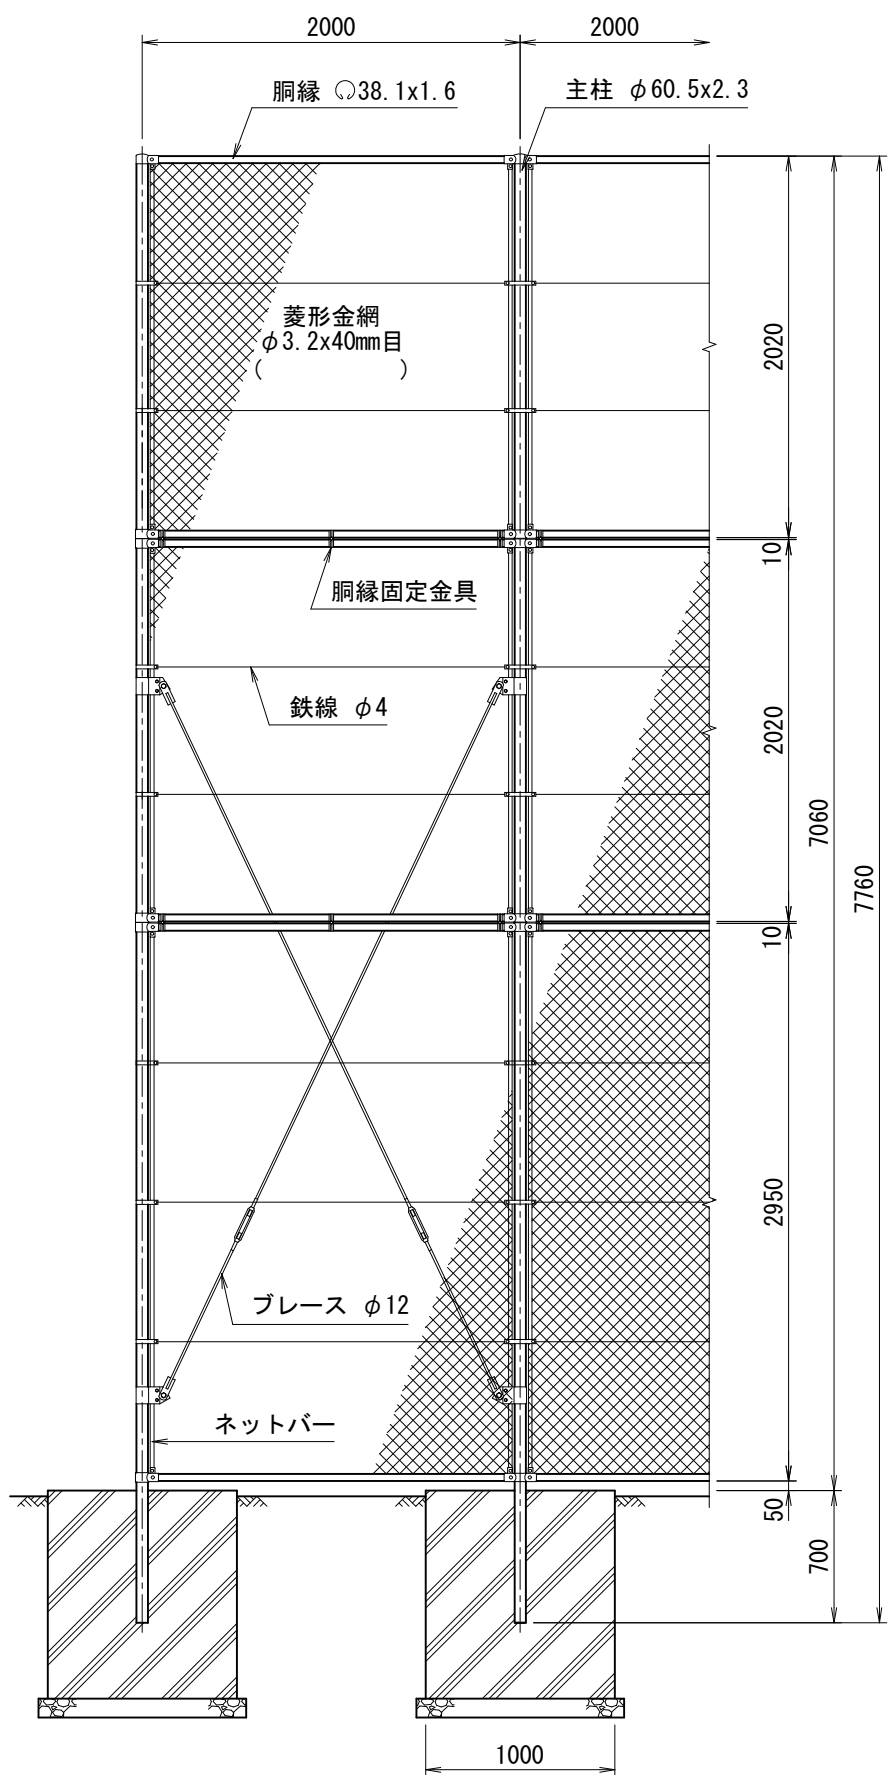 2000
2000
胴縁 38.1x1.6
主柱 φ60.5x2.3
菱形金網
φ3.2x40mm目
( )
2020
10
胴縁固定金具
鉄線 φ4
2020
7060
7760
10
2950
ブレース φ12
ネットバー
50
700
1000